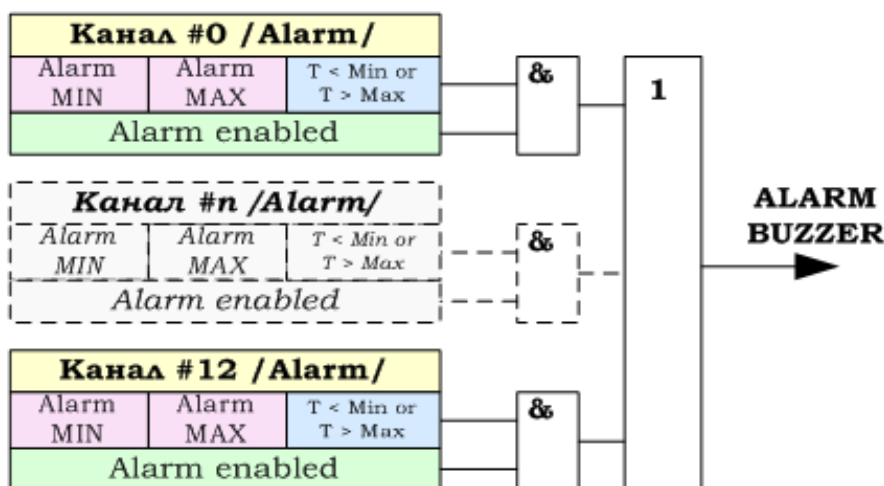 Канал #0 /Alarm/
Alarm MIN
Alarm MAX
T < Min or
T > Max
&
1
Alarm enabled
Канал #n /Alarm/
Alarm MIN
Alarm MAX
T < Min or
T > Max
&
Alarm enabled
ALARM
BUZZER
Канал #12 /Alarm/
Alarm MIN
Alarm MAX
T < Min or
T > Max
&
Alarm enabled